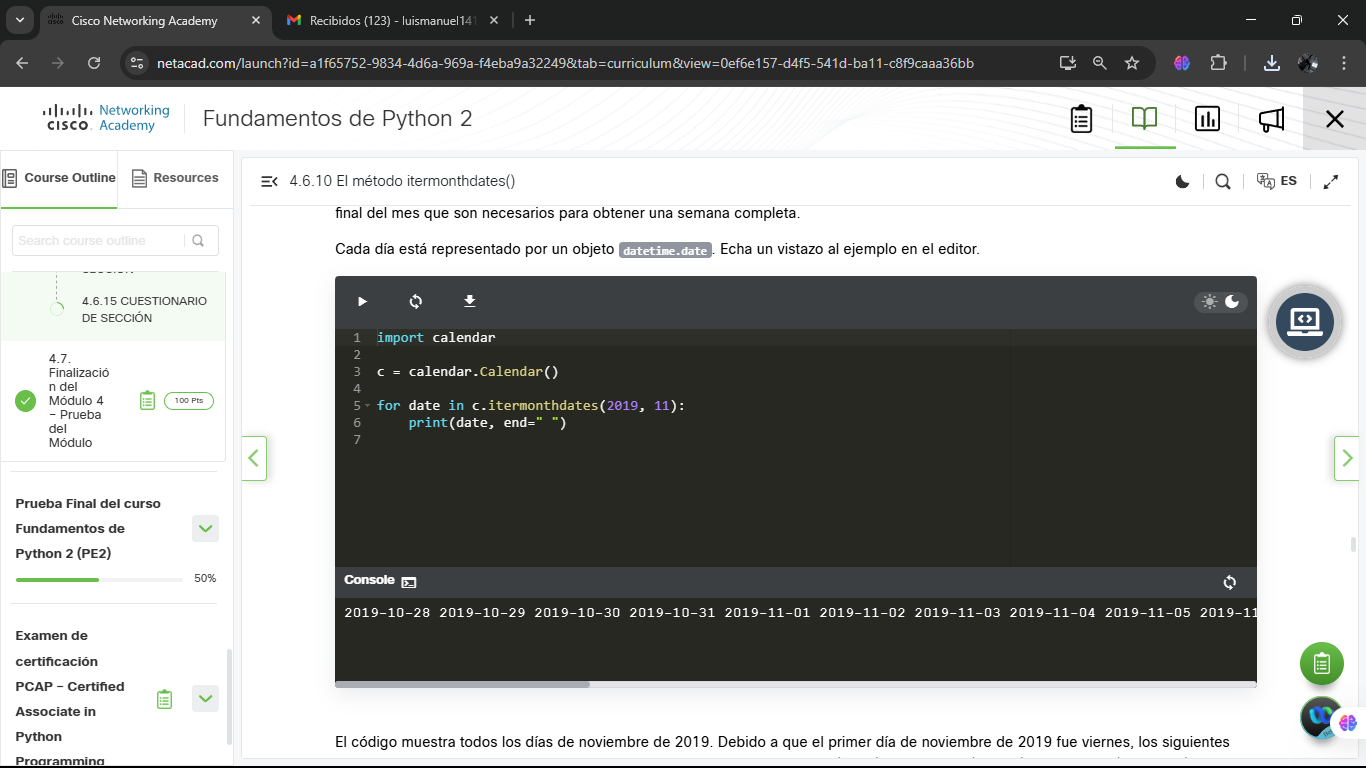 Cisco Networking Academy
Recibidos (123) - luismanuel141
netacad.com/launch?id=a1f65752-9834-4d6a-969a-f4eba9a32249&tab=curriculum&view=0ef6e157-d4f5-541d-ba11-c8f9caaa36bb
CISCO Networking Academy
Fundamentos de Python 2
Course Outline
Resources
4.6.10 El método itermonthdates()
ES
Search course outline
4.6.15 CUESTIONARIO
DE SECCIÓN
4.7.
Finalizació
n del
Módulo 4
– Prueba
del
Módulo
100 Pts
Prueba Final del curso
Fundamentos de
Python 2 (PE2)
50%
Examen de
certificación
PCAP – Certified
Associate in
Python
Programming
final del mes que son necesarios para obtener una semana completa.
Cada día está representado por un objeto datetime.date. Echa un vistazo al ejemplo en el editor.
1 import calendar
2
3 c = calendar.Calendar()
4
5 for date in c.itermonthdates(2019, 11):
6     print(date, end=" ")
7
Console
2019-10-28 2019-10-29 2019-10-30 2019-10-31 2019-11-01 2019-11-02 2019-11-03 2019-11-04 2019-11-05 2019-11
El código muestra todos los días de noviembre de 2019. Debido a que el primer día de noviembre de 2019 fue viernes, los siguientes